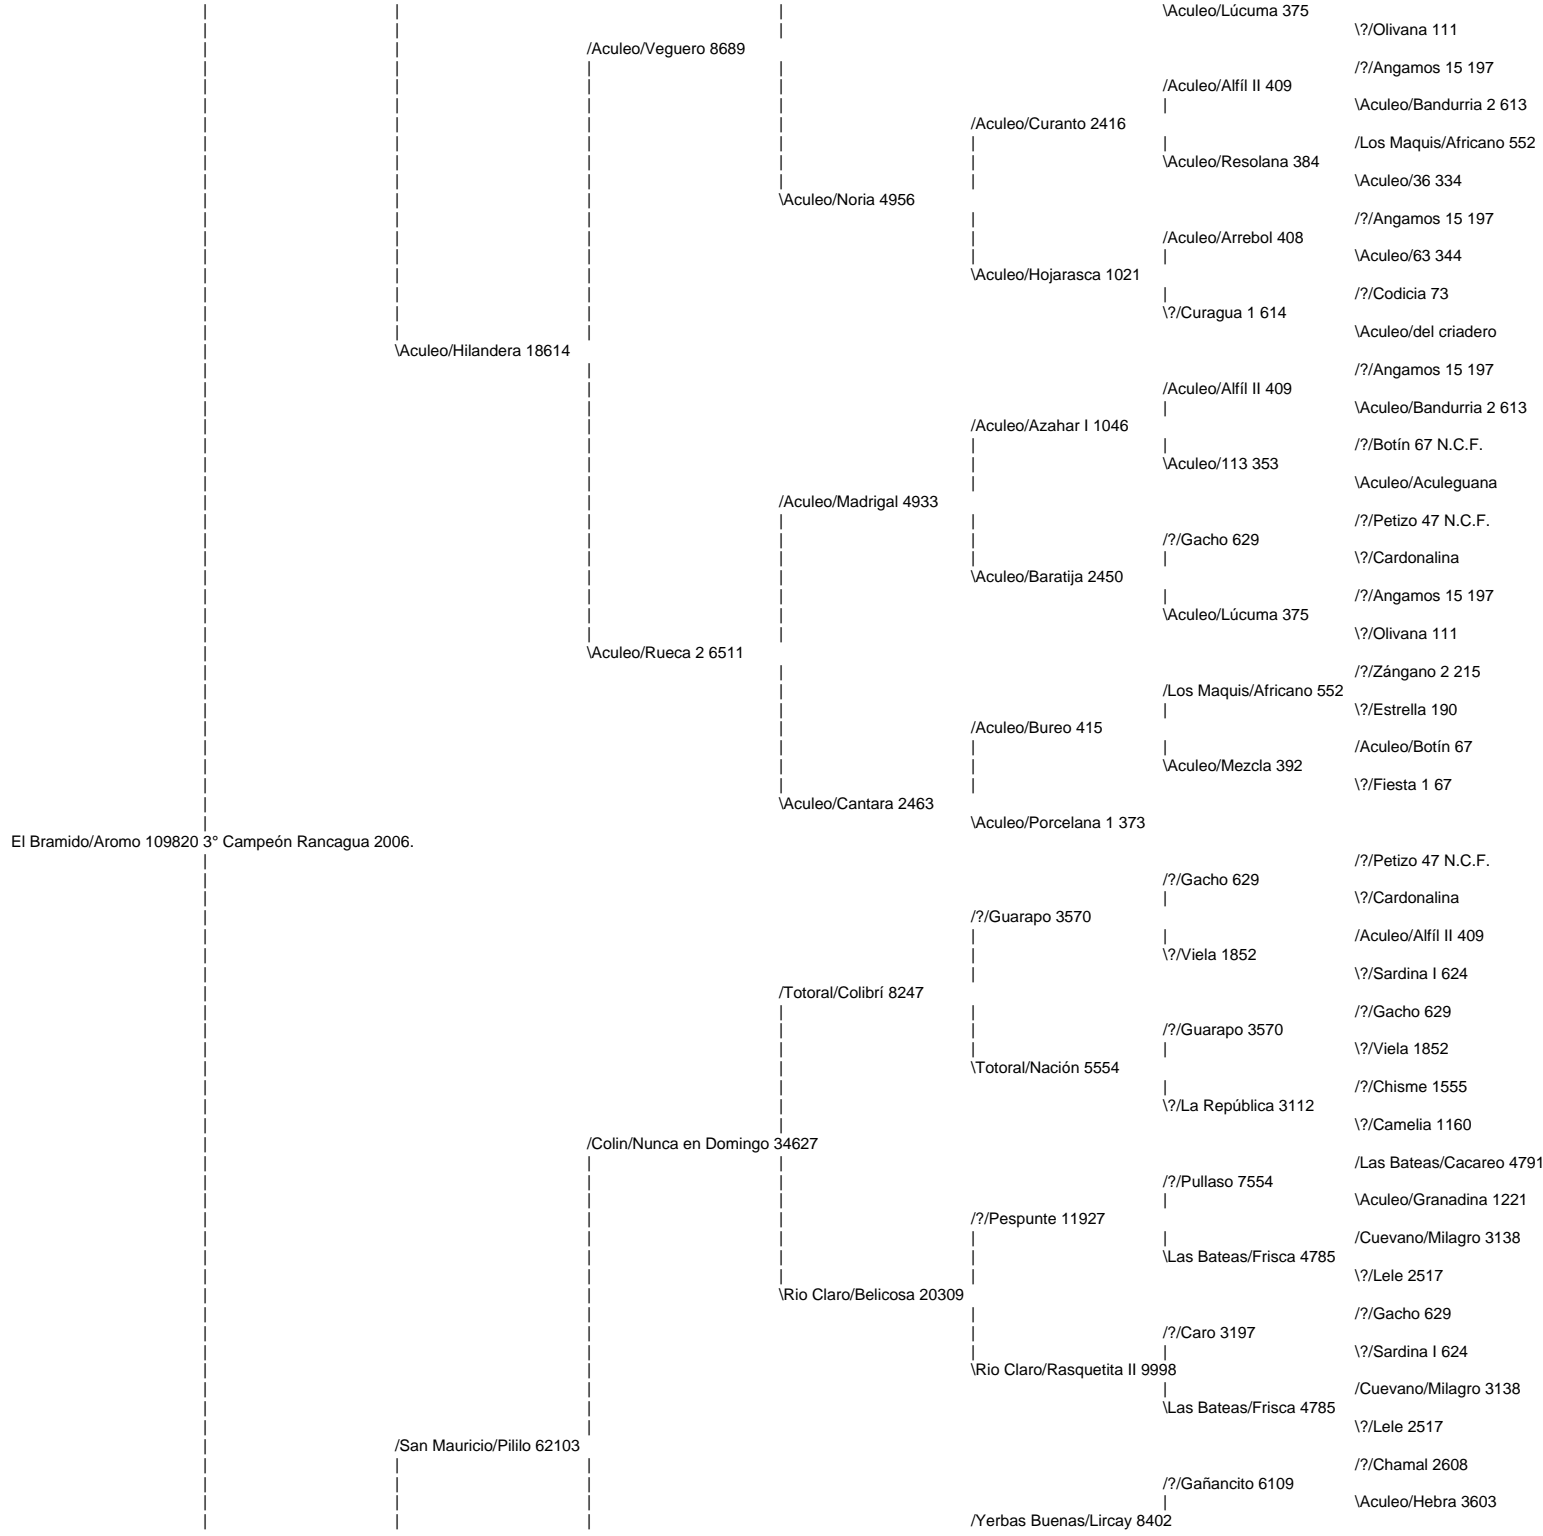 \Aculeo/Lúcuma 375
\?/Olivana 111
/Aculeo/Veguero 8689
/?/Angamos 15 197
/Aculeo/Alfíl II 409
\Aculeo/Bandurria 2 613
/Aculeo/Curanto 2416
/Los Maquis/Africano 552
\Aculeo/Resolana 384
\Aculeo/36 334
\Aculeo/Noria 4956
/?/Angamos 15 197
/Aculeo/Arrebol 408
\Aculeo/63 344
\Aculeo/Hojarasca 1021
/?/Codicia 73
\?/Curagua 1 614
\Aculeo/del criadero
\Aculeo/Hilandera 18614
/?/Angamos 15 197
/Aculeo/Alfíl II 409
\Aculeo/Bandurria 2 613
/Aculeo/Azahar I 1046
/?/Botín 67 N.C.F.
\Aculeo/113 353
\Aculeo/Aculeguana
/Aculeo/Madrigal 4933
/?/Petizo 47 N.C.F.
/?/Gacho 629
\?/Cardonalina
\Aculeo/Baratija 2450
/?/Angamos 15 197
\Aculeo/Lúcuma 375
\?/Olivana 111
\Aculeo/Rueca 2 6511
/?/Zángano 2 215
/Los Maquis/Africano 552
\?/Estrella 190
/Aculeo/Bureo 415
/Aculeo/Botín 67
\Aculeo/Mezcla 392
\?/Fiesta 1 67
\Aculeo/Cantara 2463
\Aculeo/Porcelana 1 373
El Bramido/Aromo 109820 3° Campeón Rancagua 2006.
/?/Petizo 47 N.C.F.
/?/Gacho 629
\?/Cardonalina
/?/Guarapo 3570
/Aculeo/Alfíl II 409
\?/Viela 1852
\?/Sardina I 624
/Totoral/Colibrí 8247
/?/Gacho 629
/?/Guarapo 3570
\?/Viela 1852
\Totoral/Nación 5554
/?/Chisme 1555
\?/La República 3112
\?/Camelia 1160
/Colin/Nunca en Domingo 34627
/Las Bateas/Cacareo 4791
/?/Pullaso 7554
\Aculeo/Granadina 1221
/?/Pespunte 11927
/Cuevano/Milagro 3138
\Las Bateas/Frisca 4785
\?/Lele 2517
\Rio Claro/Belicosa 20309
/?/Gacho 629
/?/Caro 3197
\?/Sardina I 624
\Rio Claro/Rasquetita II 9998
/Cuevano/Milagro 3138
\Las Bateas/Frisca 4785
\?/Lele 2517
/San Mauricio/Pililo 62103
/?/Chamal 2608
/?/Gañancito 6109
\Aculeo/Hebra 3603
/Yerbas Buenas/Lircay 8402